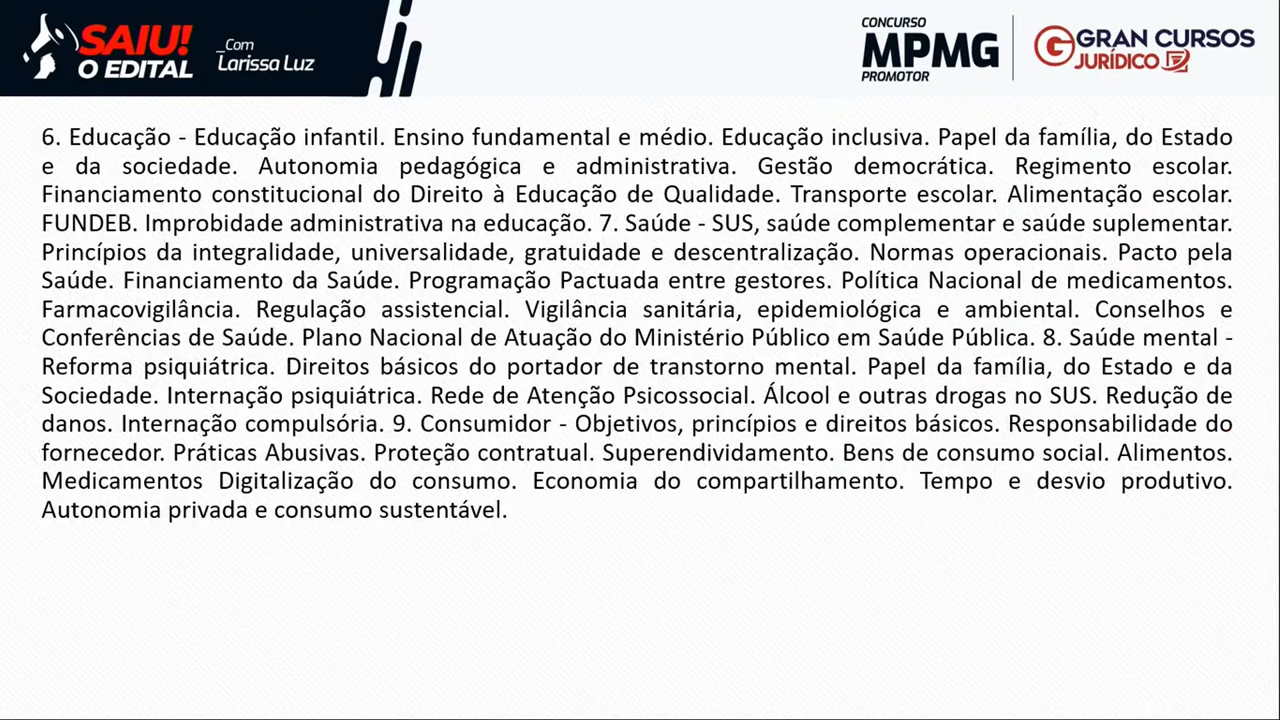 SAIU!
O EDITAL
_Com
Larissa Luz
CONCURSO
MPMG
PROMOTOR
GRAN CURSOS
JURÍDICO
6. Educação - Educação infantil. Ensino fundamental e médio. Educação inclusiva. Papel da família, do Estado
e da sociedade. Autonomia pedagógica e administrativa. Gestão democrática. Regimento escolar.
Financiamento constitucional do Direito à Educação de Qualidade. Transporte escolar. Alimentação escolar.
FUNDEB. Improbidade administrativa na educação. 7. Saúde - SUS, saúde complementar e saúde suplementar.
Princípios da integralidade, universalidade, gratuidade e descentralização. Normas operacionais. Pacto pela
Saúde. Financiamento da Saúde. Programação Pactuada entre gestores. Política Nacional de medicamentos.
Farmacovigilância. Regulação assistencial. Vigilância sanitária, epidemiológica e ambiental. Conselhos e
Conferências de Saúde. Plano Nacional de Atuação do Ministério Público em Saúde Pública. 8. Saúde mental -
Reforma psiquiátrica. Direitos básicos do portador de transtorno mental. Papel da família, do Estado e da
Sociedade. Internação psiquiátrica. Rede de Atenção Psicossocial. Álcool e outras drogas no SUS. Redução de
danos. Internação compulsória. 9. Consumidor - Objetivos, princípios e direitos básicos. Responsabilidade do
fornecedor. Práticas Abusivas. Proteção contratual. Superendividamento. Bens de consumo social. Alimentos.
Medicamentos Digitalização do consumo. Economia do compartilhamento. Tempo e desvio produtivo.
Autonomia privada e consumo sustentável.